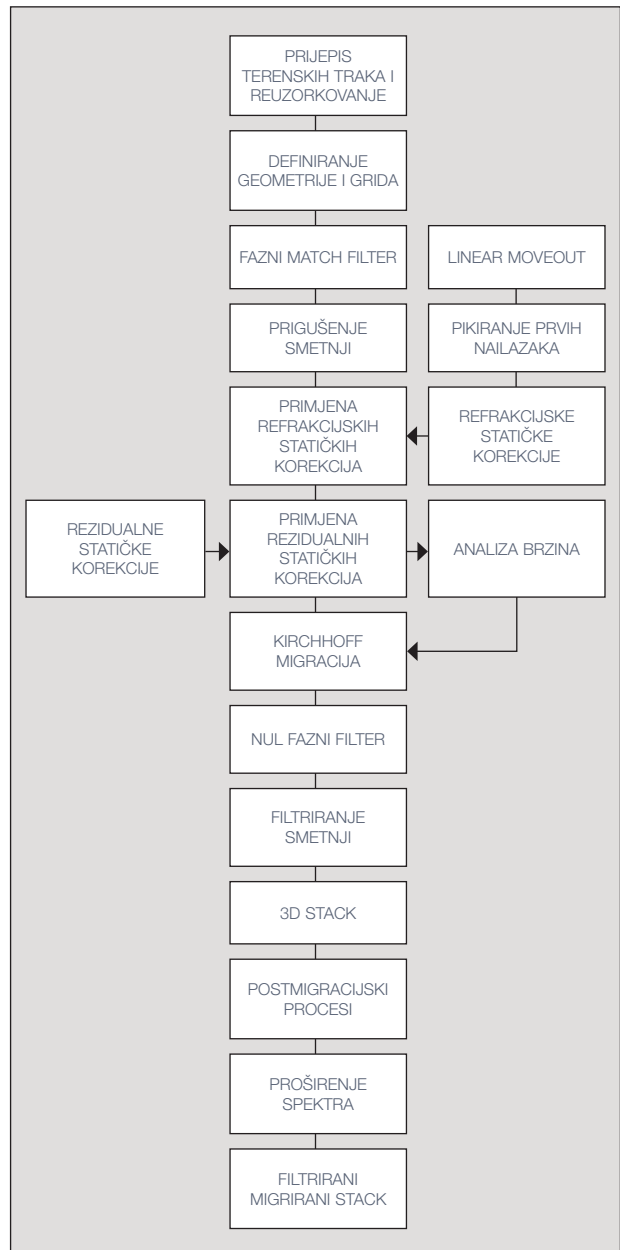 PRIJEPIS
TERENSKIH TRAKA I
REUZORKOVANJE
DEFINIRANJE
GEOMETRIJE I GRIDA
FAZNI MATCH FILTER
LINEAR MOVEOUT
PRIGUŠENJE
SMETNJI
PIKIRANJE PRVIH
NAILAZAKA
PRIMJENA
REFRAKCIJSKIH
STATIČKIH
KOREKCIJA
REFRAKCIJSKE
STATIČKE
KOREKCIJE
REZIDUALNE
STATIČKE
KOREKCIJE
PRIMJENA
REZIDUALNIH
STATIČKIH
KOREKCIJA
ANALIZA BRZINA
KIRCHHOFF
MIGRACIJA
NUL FAZNI FILTER
FILTRIRANJE
SMETNJI
3D STACK
POSTMIGRACIJSKI
PROCESI
PROŠIRENJE
SPEKTRA
FILTRIRANI
MIGRIRANI STACK